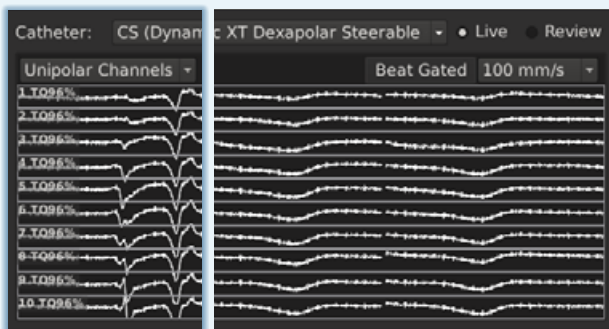 Catheter: CS (Dynamic XT Dexapolar Steerable Live Review
Unipolar Channels Beat Gated 100 mm/s
1 TQ96%
2 TQ96%
3 TQ96%
4 TQ96%
5 TQ96%
6 TQ96%
7 TQ96%
8 TQ96%
9 TQ96%
10 TQ96%